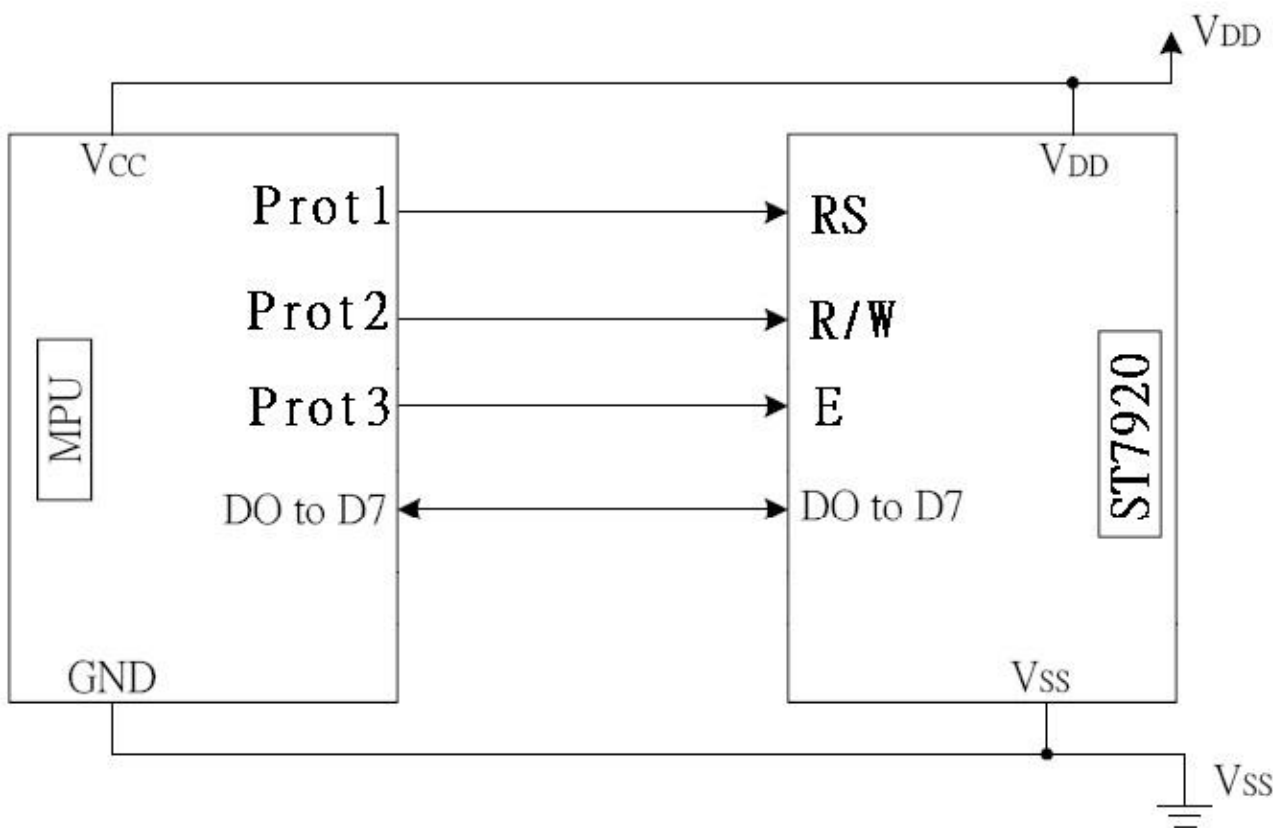 VDD
VCC
VDD
Prot1
RS
Prot2
R/W
Prot3
E
MPU
ST7920
DO to D7
DO to D7
GND
VSS
VSS